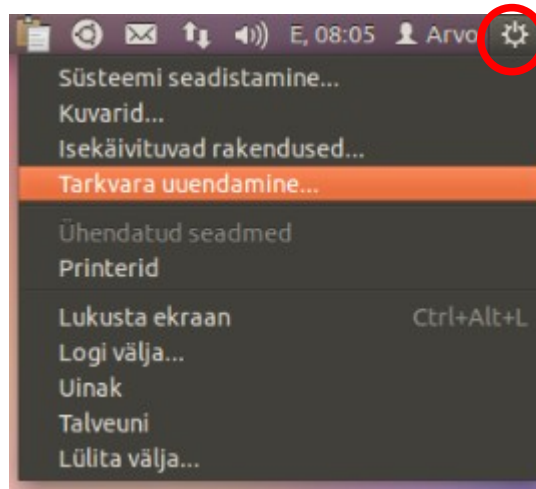 E, 08:05 Arvo
Süsteemi seadistamine...
Kuvarid...
Isekäivituvad rakendused...
Tarkvara uuendamine...
Ühendatud seadmed
Printerid
Lukusta ekraan Ctrl+Alt+L
Logi välja...
Uinak
Talveuni
Lülita välja...